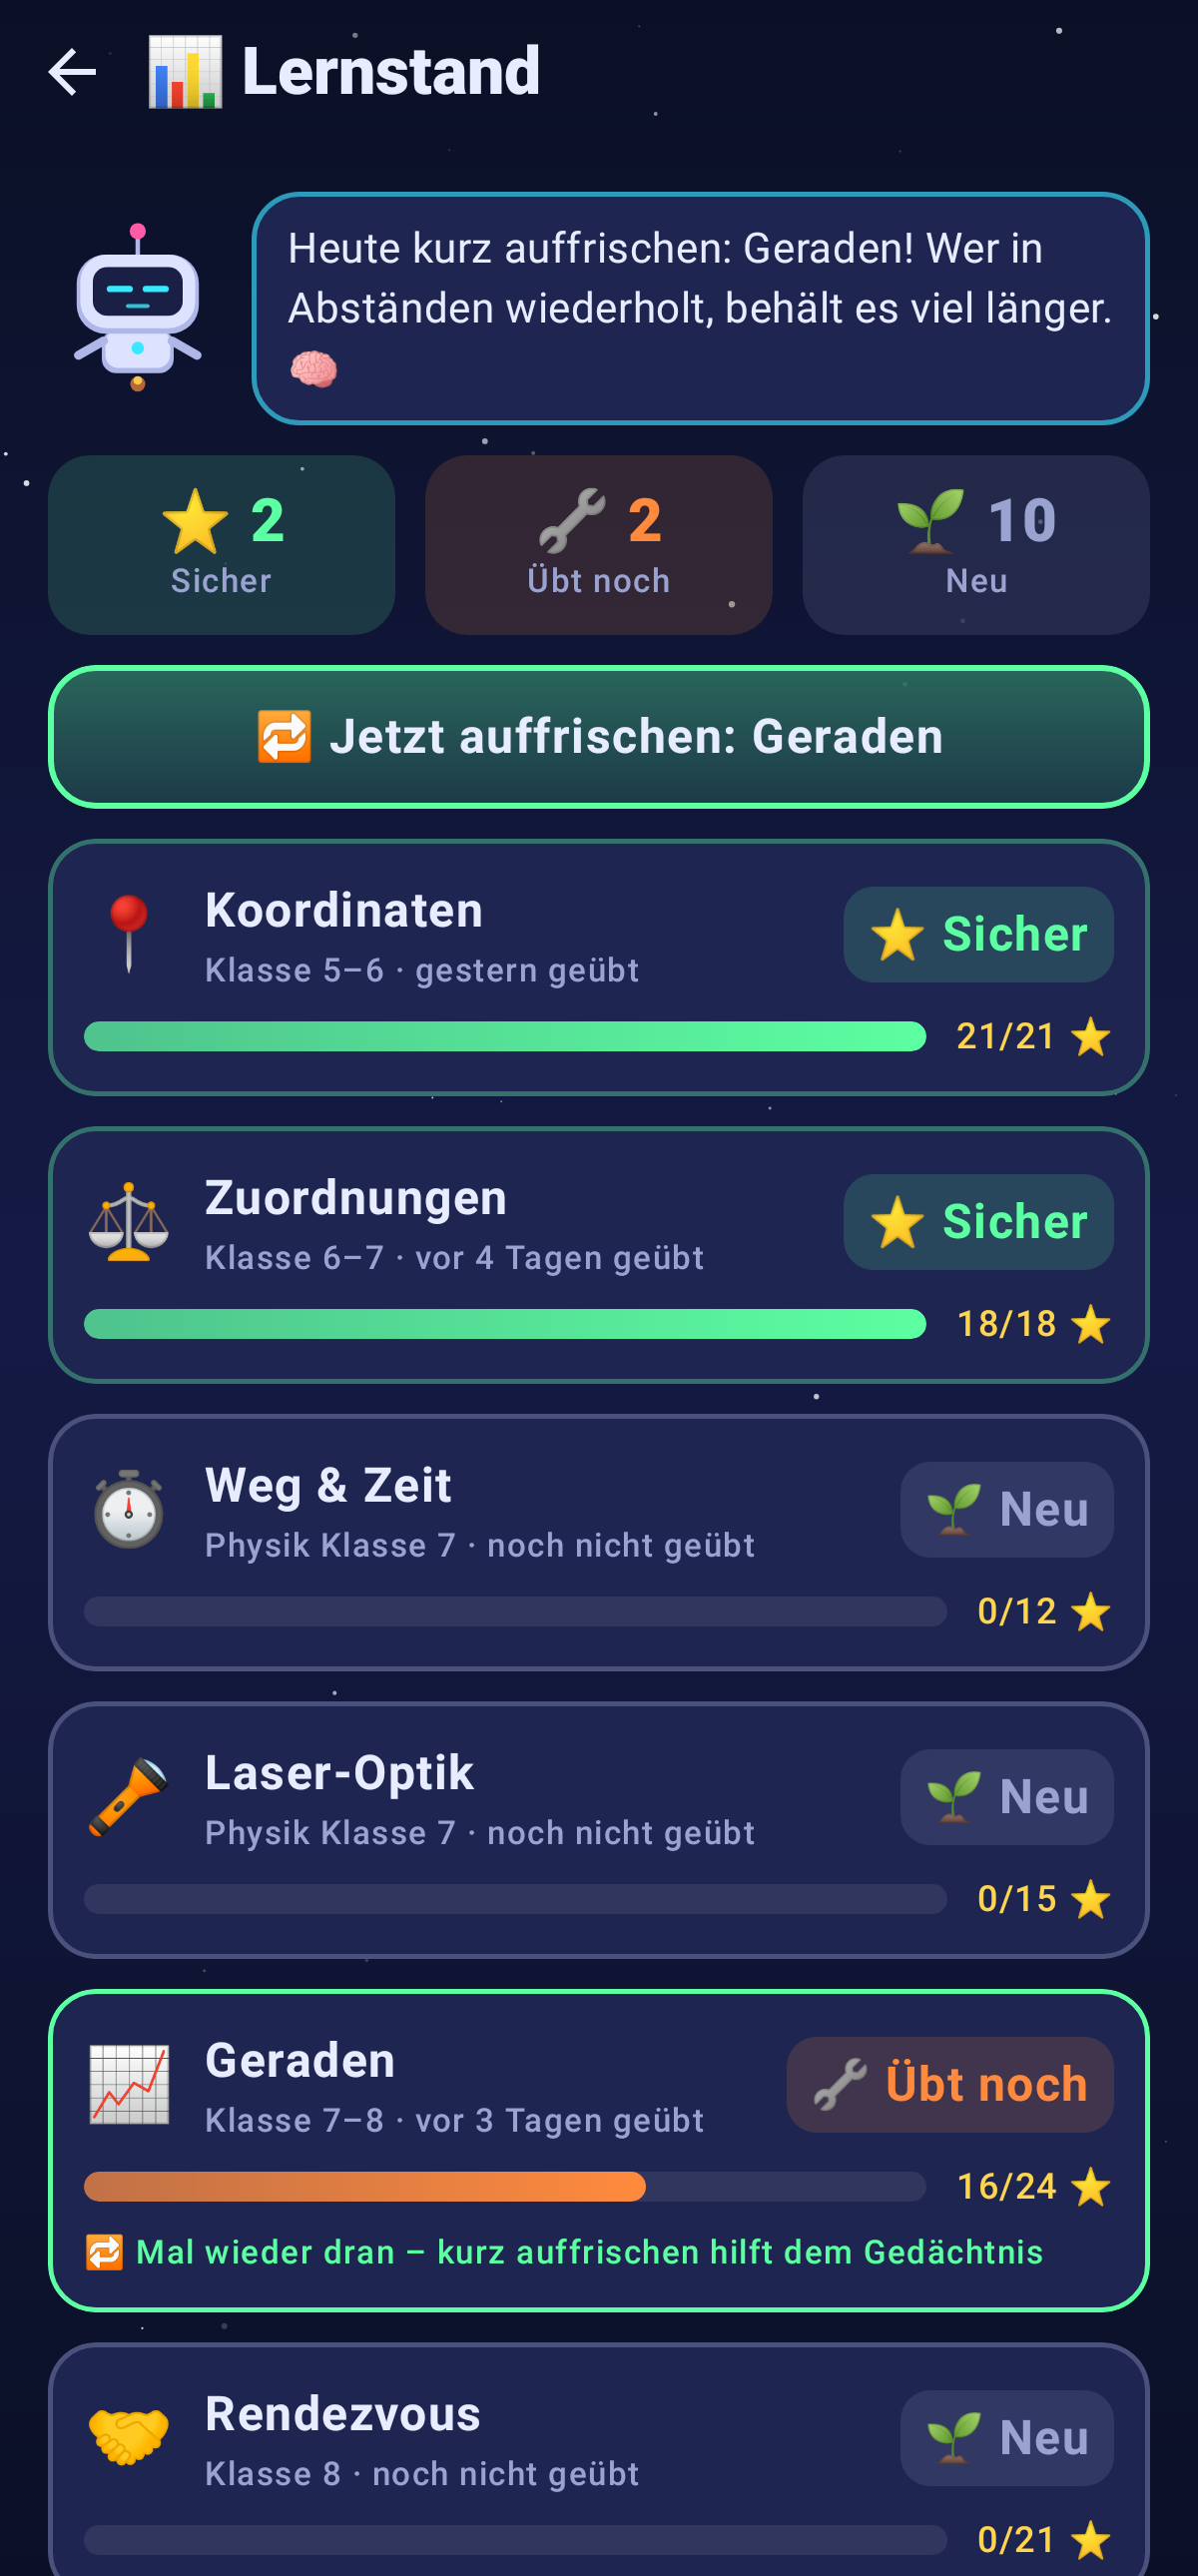 Lernstand
Heute kurz auffrischen: Geraden! Wer in
Abständen wiederholt, behält es viel länger.
2
Sicher
2
Übt noch
10
Neu
Jetzt auffrischen: Geraden
Koordinaten
Sicher
Klasse 5–6 · gestern geübt
21/21
Zuordnungen
Sicher
Klasse 6–7 · vor 4 Tagen geübt
18/18
Weg & Zeit
Neu
Physik Klasse 7 · noch nicht geübt
0/12
Laser-Optik
Neu
Physik Klasse 7 · noch nicht geübt
0/15
Geraden
Übt noch
Klasse 7–8 · vor 3 Tagen geübt
16/24
Mal wieder dran – kurz auffrischen hilft dem Gedächtnis
Rendezvous
Neu
Klasse 8 · noch nicht geübt
0/21